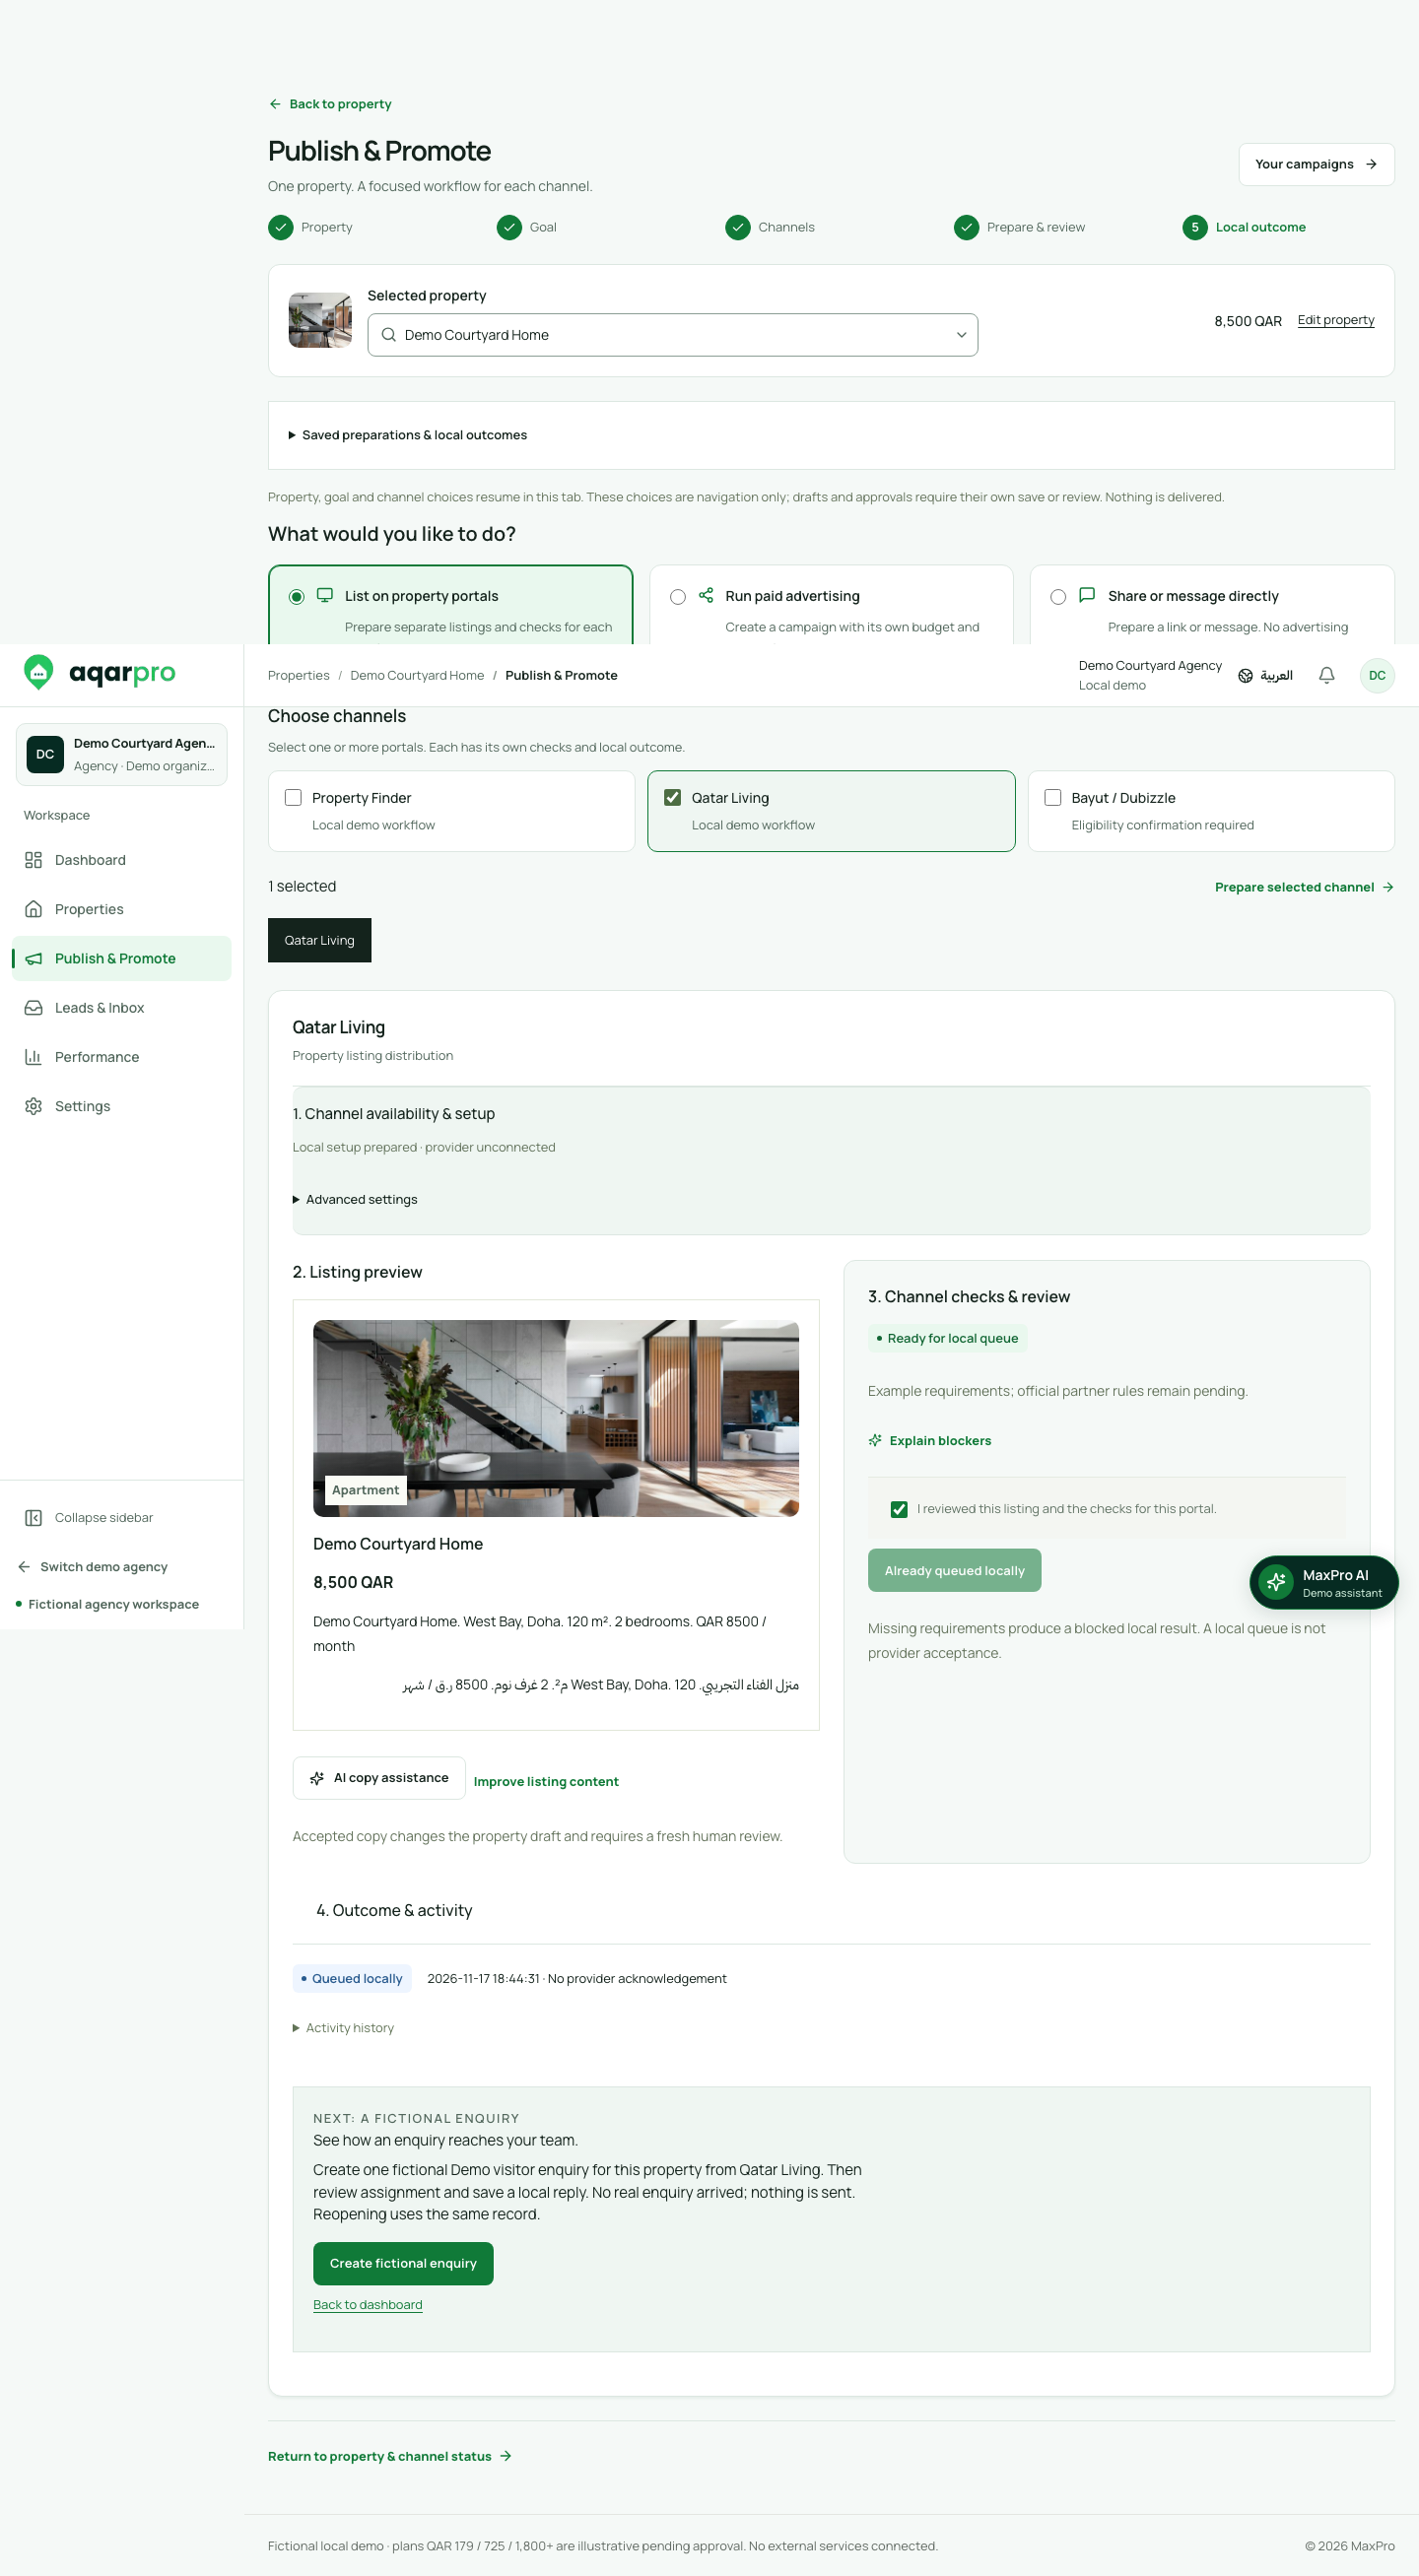 Back to property
Publish & Promote
One property. A focused workflow for each channel.
Your campaigns
Property
Goal
Channels
Prepare & review
5 Local outcome
Selected property
Demo Courtyard Home
8,500 QAR
Edit property
Saved preparations & local outcomes
Property, goal and channel choices resume in this tab. These choices are navigation only; drafts and approvals require their own save or review. Nothing is delivered.
What would you like to do?
List on property portals
Prepare separate listings and checks for each
Run paid advertising
Create a campaign with its own budget and
Share or message directly
Prepare a link or message. No advertising
aqarpro
Properties / Demo Courtyard Home / Publish & Promote
Demo Courtyard Agency
Local demo
العربية
DC
DC
Demo Courtyard Agen...
Agency · Demo organiz...
Workspace
Dashboard
Properties
Publish & Promote
Leads & Inbox
Performance
Settings
Collapse sidebar
Switch demo agency
Fictional agency workspace
Choose channels
Select one or more portals. Each has its own checks and local outcome.
Property Finder
Local demo workflow
Qatar Living
Local demo workflow
Bayut / Dubizzle
Eligibility confirmation required
1 selected
Prepare selected channel
Qatar Living
Qatar Living
Property listing distribution
1. Channel availability & setup
Local setup prepared · provider unconnected
Advanced settings
2. Listing preview
Apartment
Demo Courtyard Home
8,500 QAR
Demo Courtyard Home. West Bay, Doha. 120 m². 2 bedrooms. QAR 8500 /
month
منزل الفناء التجريبي. West Bay, Doha. 120 م². 2 غرف نوم. 8500 ر.ق / شهر
AI copy assistance
Improve listing content
Accepted copy changes the property draft and requires a fresh human review.
3. Channel checks & review
Ready for local queue
Example requirements; official partner rules remain pending.
Explain blockers
I reviewed this listing and the checks for this portal.
Already queued locally
Missing requirements produce a blocked local result. A local queue is not
provider acceptance.
MaxPro AI
Demo assistant
4. Outcome & activity
Queued locally
2026-11-17 18:44:31 · No provider acknowledgement
Activity history
NEXT: A FICTIONAL ENQUIRY
See how an enquiry reaches your team.
Create one fictional Demo visitor enquiry for this property from Qatar Living. Then
review assignment and save a local reply. No real enquiry arrived; nothing is sent.
Reopening uses the same record.
Create fictional enquiry
Back to dashboard
Return to property & channel status
Fictional local demo · plans QAR 179 / 725 / 1,800+ are illustrative pending approval. No external services connected.
© 2026 MaxPro